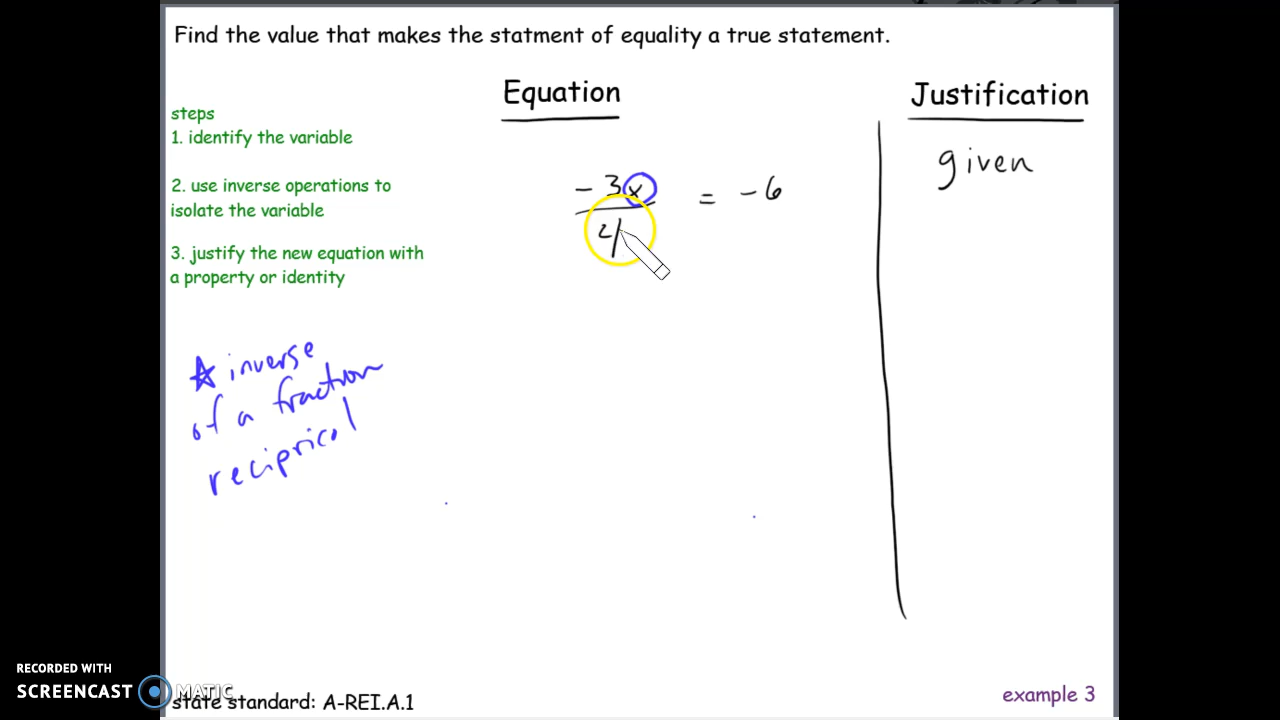 Find the value that makes the statment of equality a true statement.
Equation
Justification
steps
1. identify the variable
2. use inverse operations to
isolate the variable
3. justify the new equation with
a property or identity
-3x
4
= -6
given
☆ inverse
of a fraction
reciprical
RECORDED WITH
SCREENCAST MATIC
state standard: A-REI.A.1
example 3